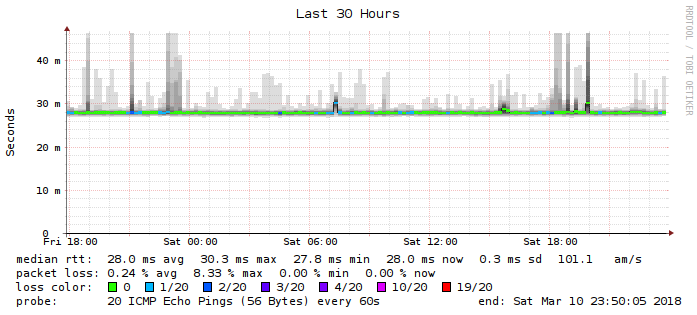 Last 30 Hours
RRDTOOL / TOBI OETIKER
Seconds
40 m
30 m
20 m
10 m
0
Fri 18:00 Sat 00:00 Sat 06:00 Sat 12:00 Sat 18:00
median rtt: 28.0 ms avg 30.3 ms max 27.8 ms min 28.0 ms now 0.3 ms sd 101.1 am/s
packet loss: 0.24 % avg 8.33 % max 0.00 % min 0.00 % now
loss color: 0 1/20 2/20 3/20 4/20 10/20 19/20
probe: 20 ICMP Echo Pings (56 Bytes) every 60s end: Sat Mar 10 23:50:05 2018